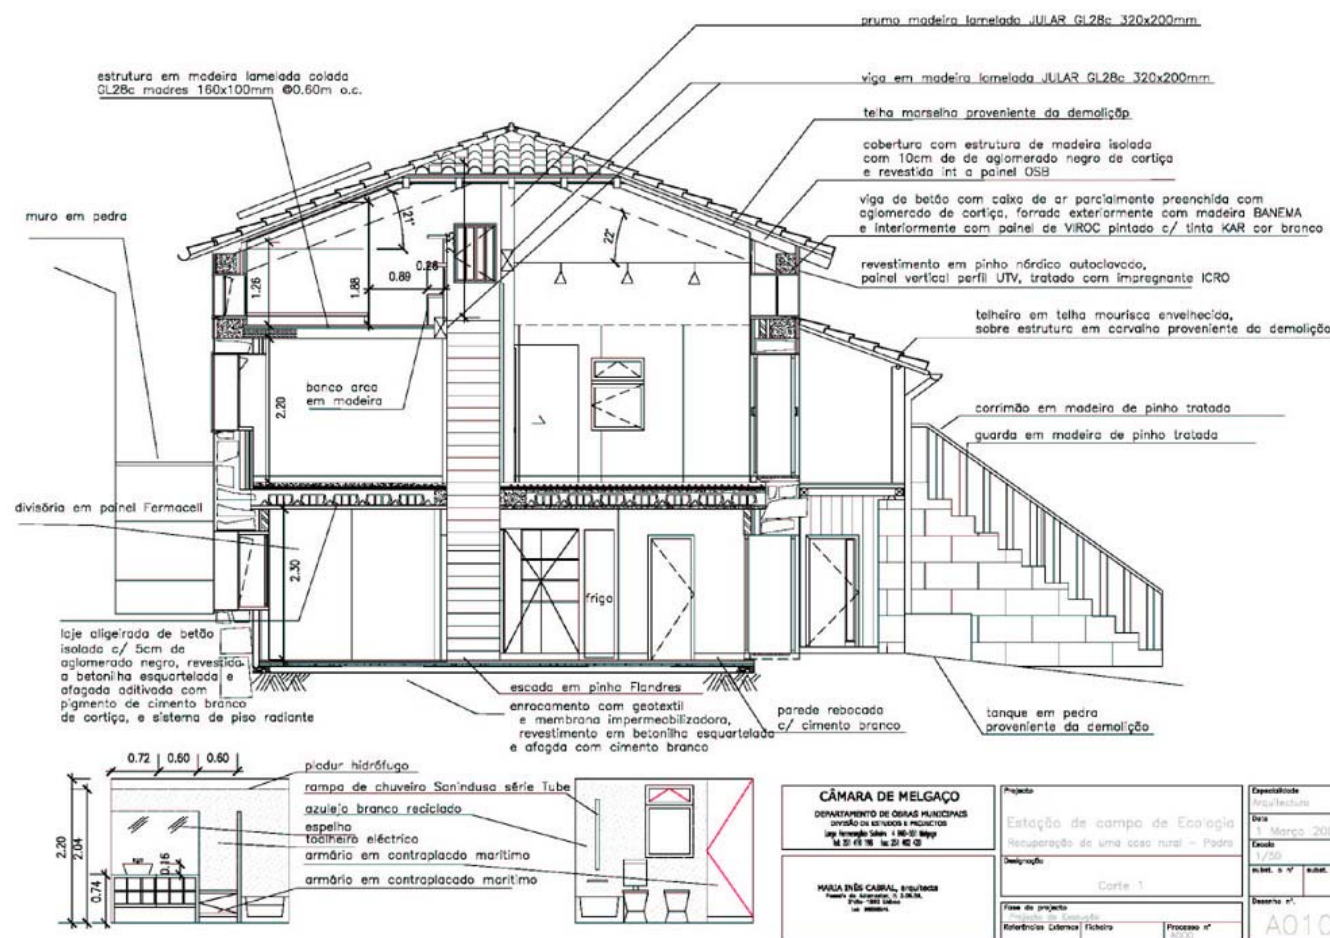 prumo madeira lamelada JULAR GL28c 320x200mm
estrutura em madeira lamelada colada
GL28c madres 160x100mm @0.60m o.c.
viga em madeira lamelada JULAR GL28c 320x200mm
telha marselha proveniente da demolição
cobertura com estrutura de madeira isolada
com 10cm de de aglomerado negro de cortiça
e revestida int a painel OSB
muro em pedra
viga de betão com caixa de ar parcialmente preenchida com
aglomerado de cortiça, forrada exteriormente com madeira BANEMA
e interiormente com painel de VIROC pintado c/ tinta KAR cor branco
revestimento em pinho nórdico autoclavado,
painel vertical perfil UTV, tratado com impregnante ICRO
telheiro em telha mourisca envelhecida,
sobre estrutura em carvalho proveniente da demolição
21°
22°
1.26
1.88
0.89
0.26
banco arca
em madeira
2.20
corrimão em madeira de pinho tratada
guarda em madeira de pinho tratada
divisória em painel Fermacell
2.30
frigo
laje aligeirada de betão
isolada c/ 5cm de
aglomerado negro, revestida
a betonilha esquartelada e
afagada aditivada com
pigmento de cimento branco
de cortiça, e sistema de piso radiante
escada em pinho Flandres
enrocamento com geotextil
e membrana impermeabilizadora,
revestimento em betonilha esquartelada
e afagada com cimento branco
parede rebocada
c/ cimento branco
tanque em pedra
proveniente da demolição
0.72 0.60 0.60
2.20
2.04
0.74
0.16
pladur hidrófugo
rampa de chuveiro Sanindusa série Tube
azulejo branco reciclado
espelho
toalheiro eléctrico
armário em contraplacado marítimo
armário em contraplacado marítimo
CÂMARA DE MELGAÇO
DEPARTAMENTO DE OBRAS MUNICIPAIS
DIVISÃO DE ESTUDOS E PROJECTOS
MARIA INÊS CABRAL, arquitecta
Projecto
Estação de campo de Ecologia
Recuperação de uma casa rural - Podro
Designação
Corte 1
Fase do projecto
Projecto de Execução
Referências Externas
Ficheiro
Processo nº
Especialidade
Arquitectura
Data
1 Março 200
Escala
1/50
subst. o nº
subst.
Desenho nº.
A010